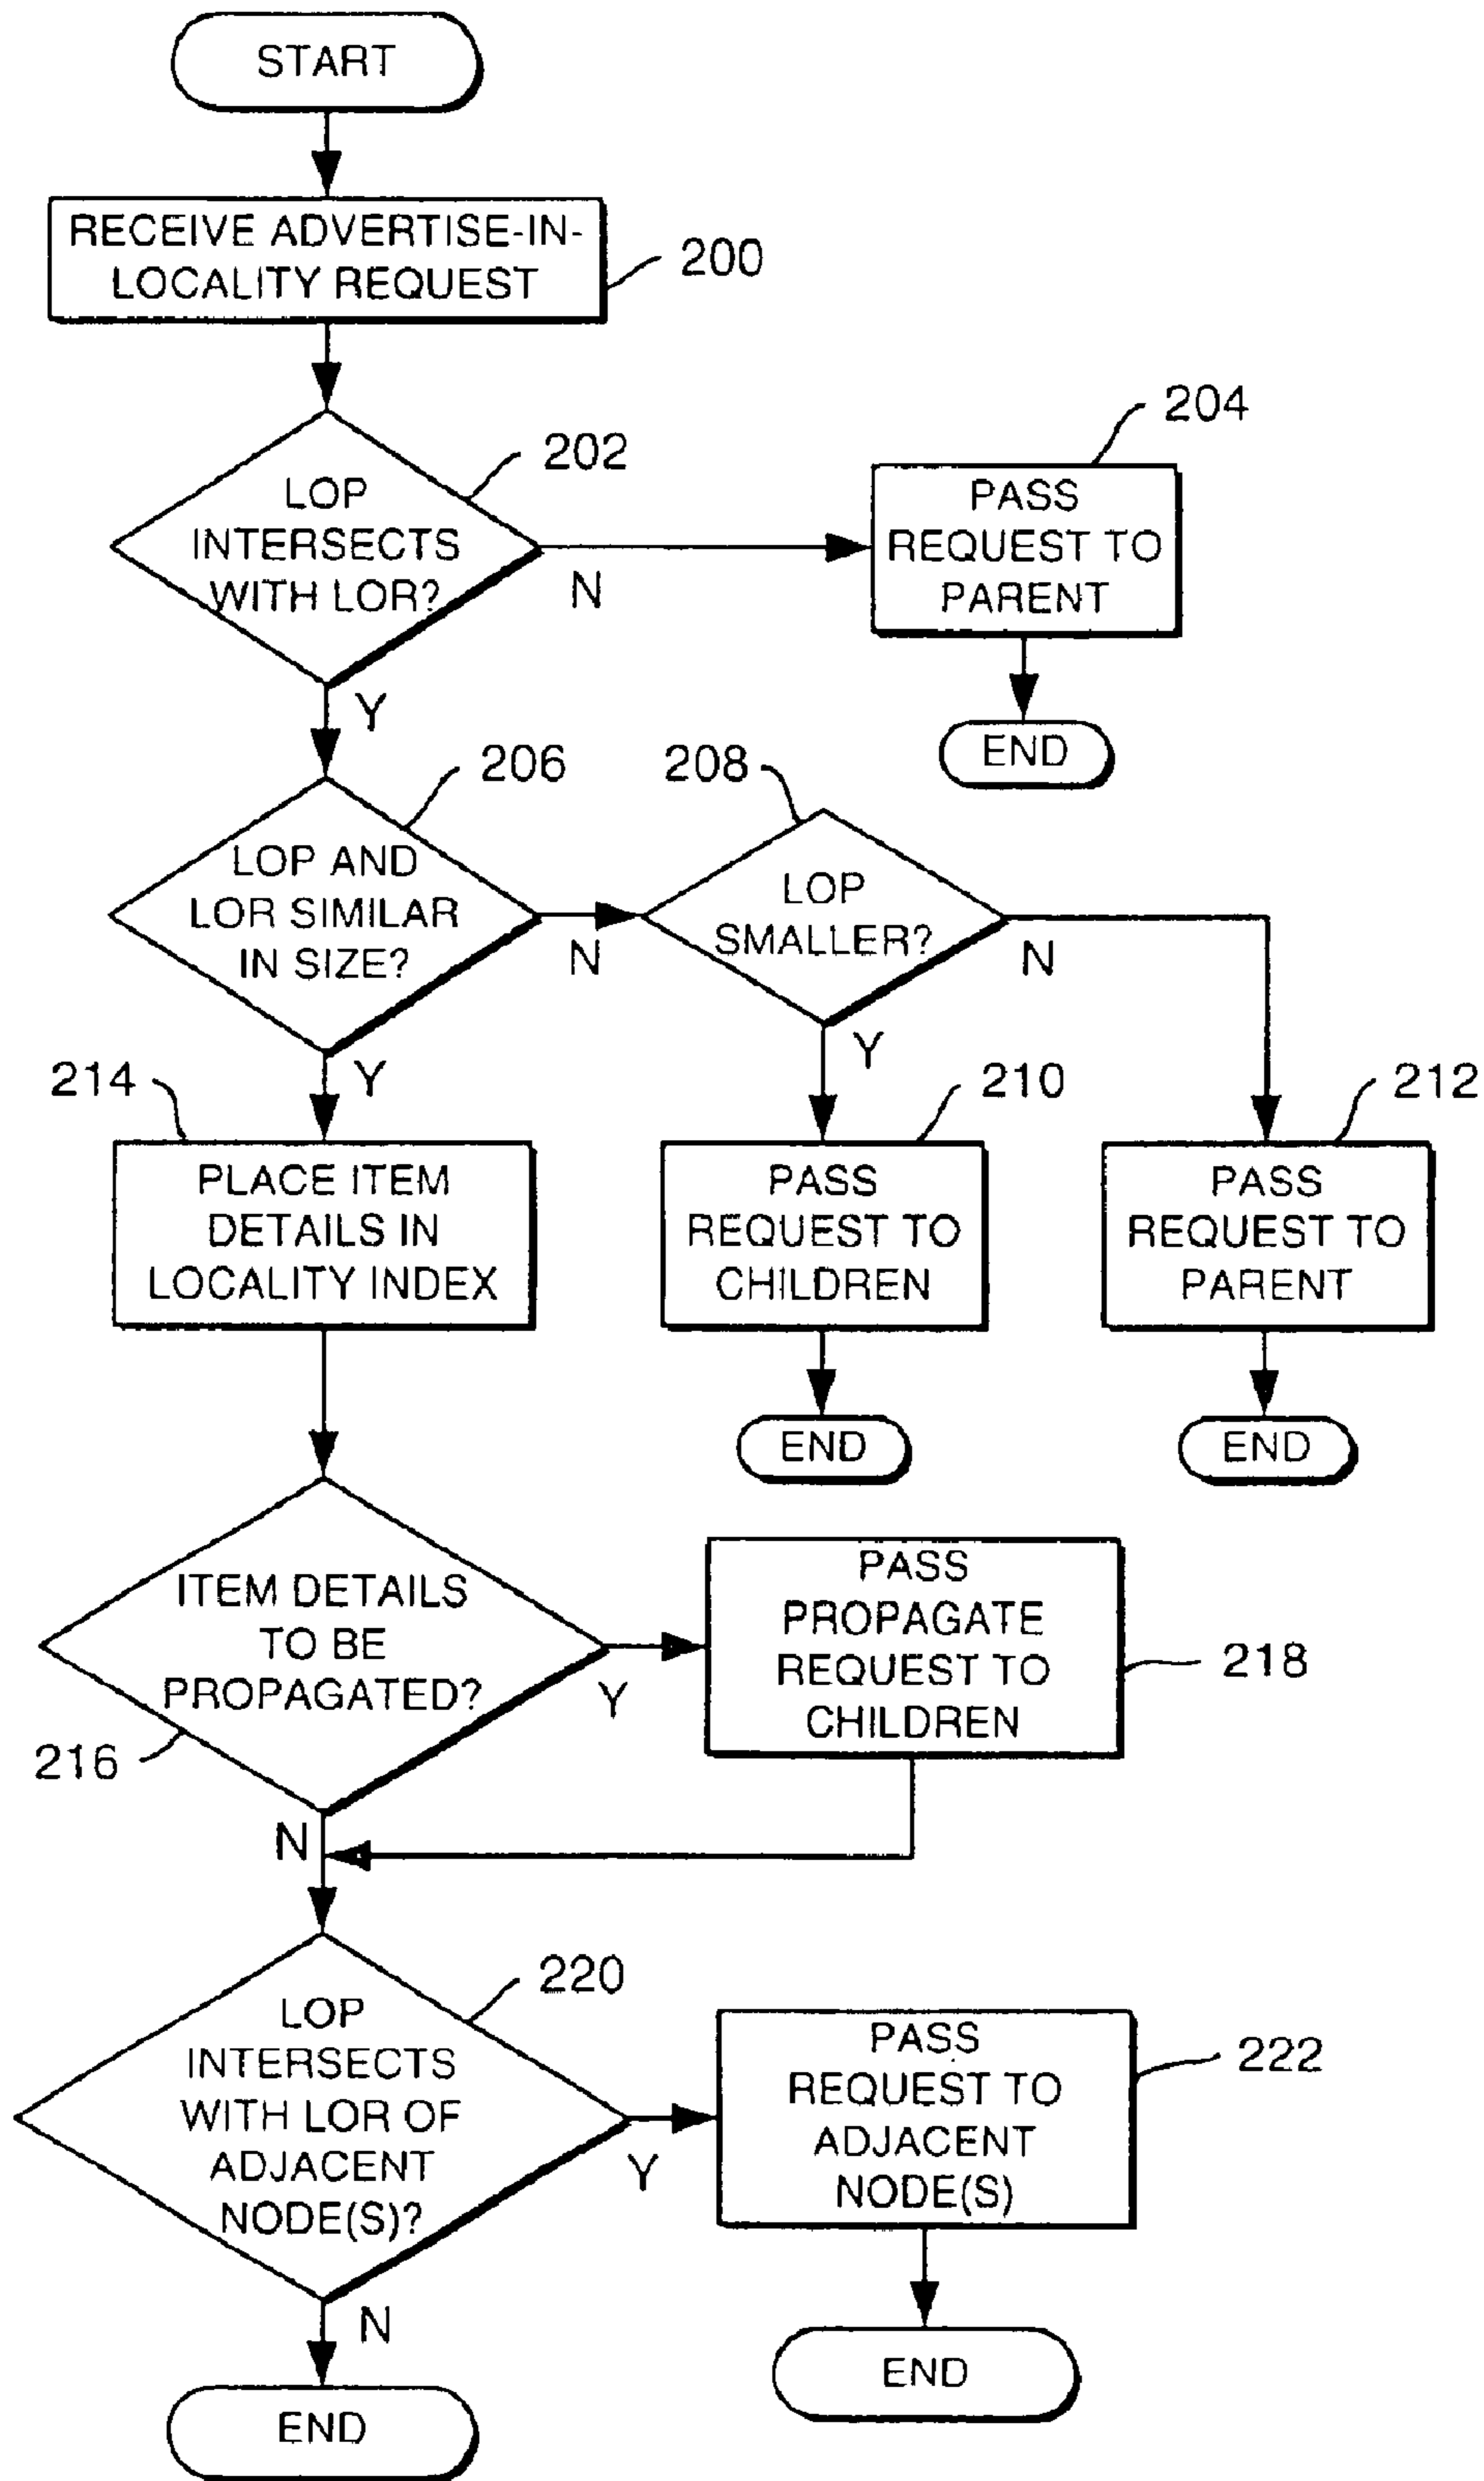 START
RECEIVE ADVERTISE-IN-
LOCALITY REQUEST
200
LOP
INTERSECTS
WITH LOR?
202
N
Y
204
PASS
REQUEST TO
PARENT
END
LOP AND
LOR SIMILAR
IN SIZE?
206
N
Y
208
LOP
SMALLER?
N
Y
214
PLACE ITEM
DETAILS IN
LOCALITY INDEX
210
PASS
REQUEST TO
CHILDREN
END
212
PASS
REQUEST TO
PARENT
END
ITEM DETAILS
TO BE
PROPAGATED?
216
Y
N
PASS
PROPAGATE
REQUEST TO
CHILDREN
218
220
LOP
INTERSECTS
WITH LOR OF
ADJACENT
NODE(S)?
Y
N
PASS
REQUEST TO
ADJACENT
NODE(S)
222
END
END